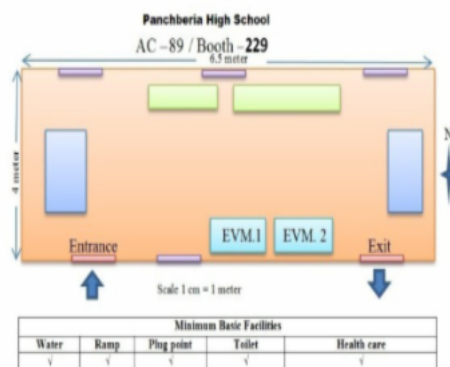 Panchberia High School
AC –89 / Booth –229
6.5 meter
4 meter
N
EVM.1 EVM. 2
Entrance Exit
Scale 1 cm = 1 meter
Minimum Basic Facilities
Water Ramp Plug point Toilet Health care
√ √ √ √ √